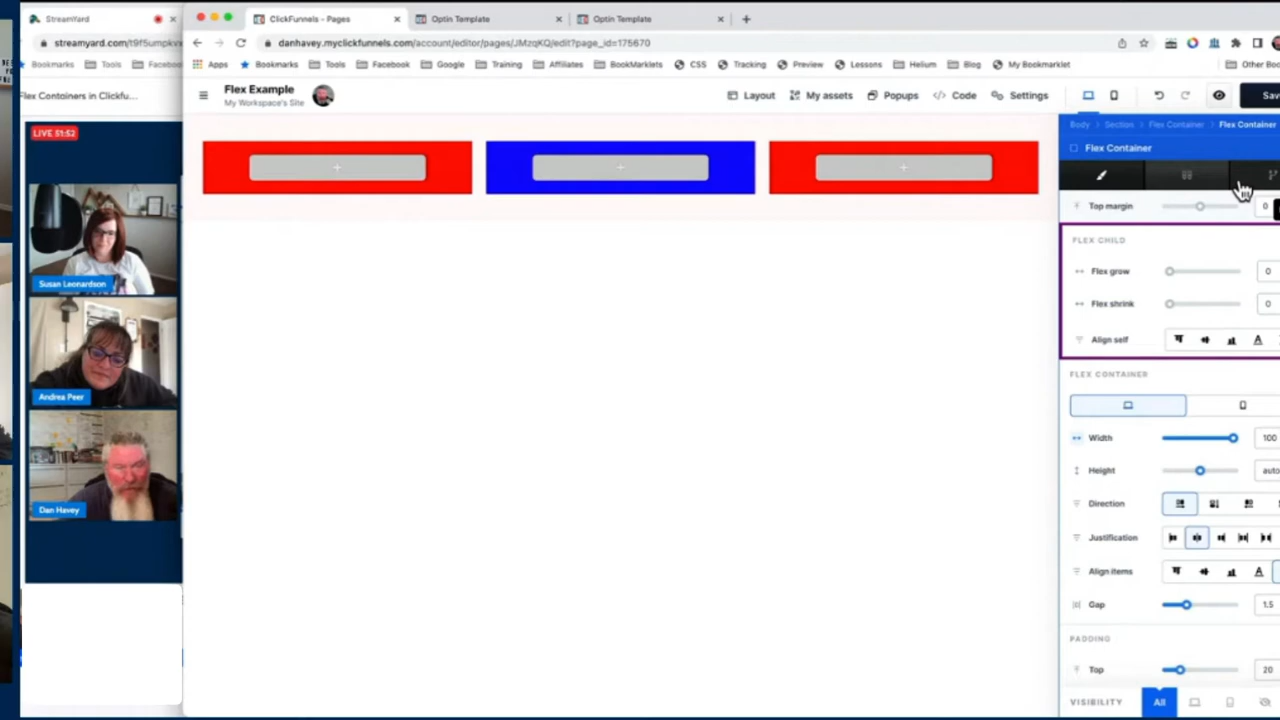 StreamYard
ClickFunnels - Pages
Optin Template
Optin Template
streamyard.com/t9f5umpkv
danhavey.myclickfunnels.com/account/editor/pages/JMzqKQ/edit?page_id=175670
Bookmarks
Tools
Facebook
Apps
Bookmarks
Tools
Facebook
Google
Training
Affiliates
BookMarklets
CSS
Tracking
Preview
Lessons
Helium
Blog
My Bookmarklet
Other Boo
Flex Containers in Clickfu...
Flex Example
My Workspace's Site
Layout
My assets
Popups
Code
Settings
Sav
LIVE 51:52
Body > Section > Flex Container > Flex Container
Flex Container
Top margin
0
FLEX CHILD
Flex grow
0
Flex shrink
0
Align self
FLEX CONTAINER
Width
100
Height
auto
Direction
Justification
Align items
Gap
1.5
PADDING
Top
20
VISIBILITY
All
Susan Leonardson
Andrea Peer
Dan Havey